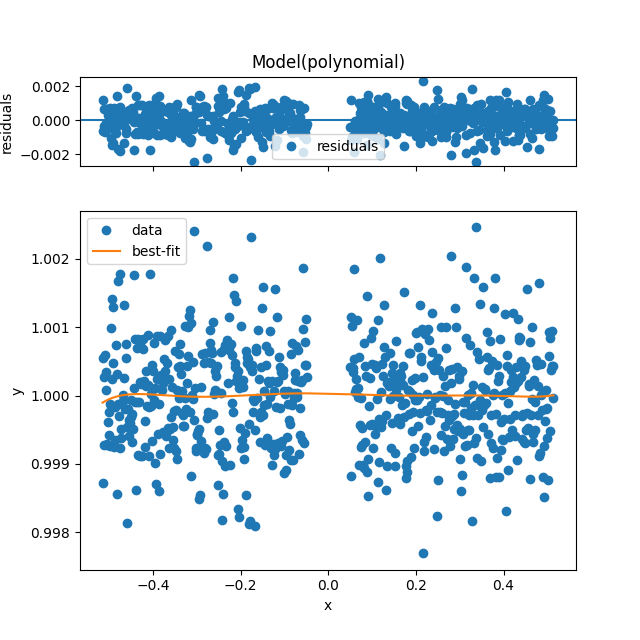 Model(polynomial)
0.002
0.000
−0.002
residuals
residuals
data
best-fit
1.002
1.001
1.000
0.999
0.998
y
−0.4
−0.2
0.0
0.2
0.4
x